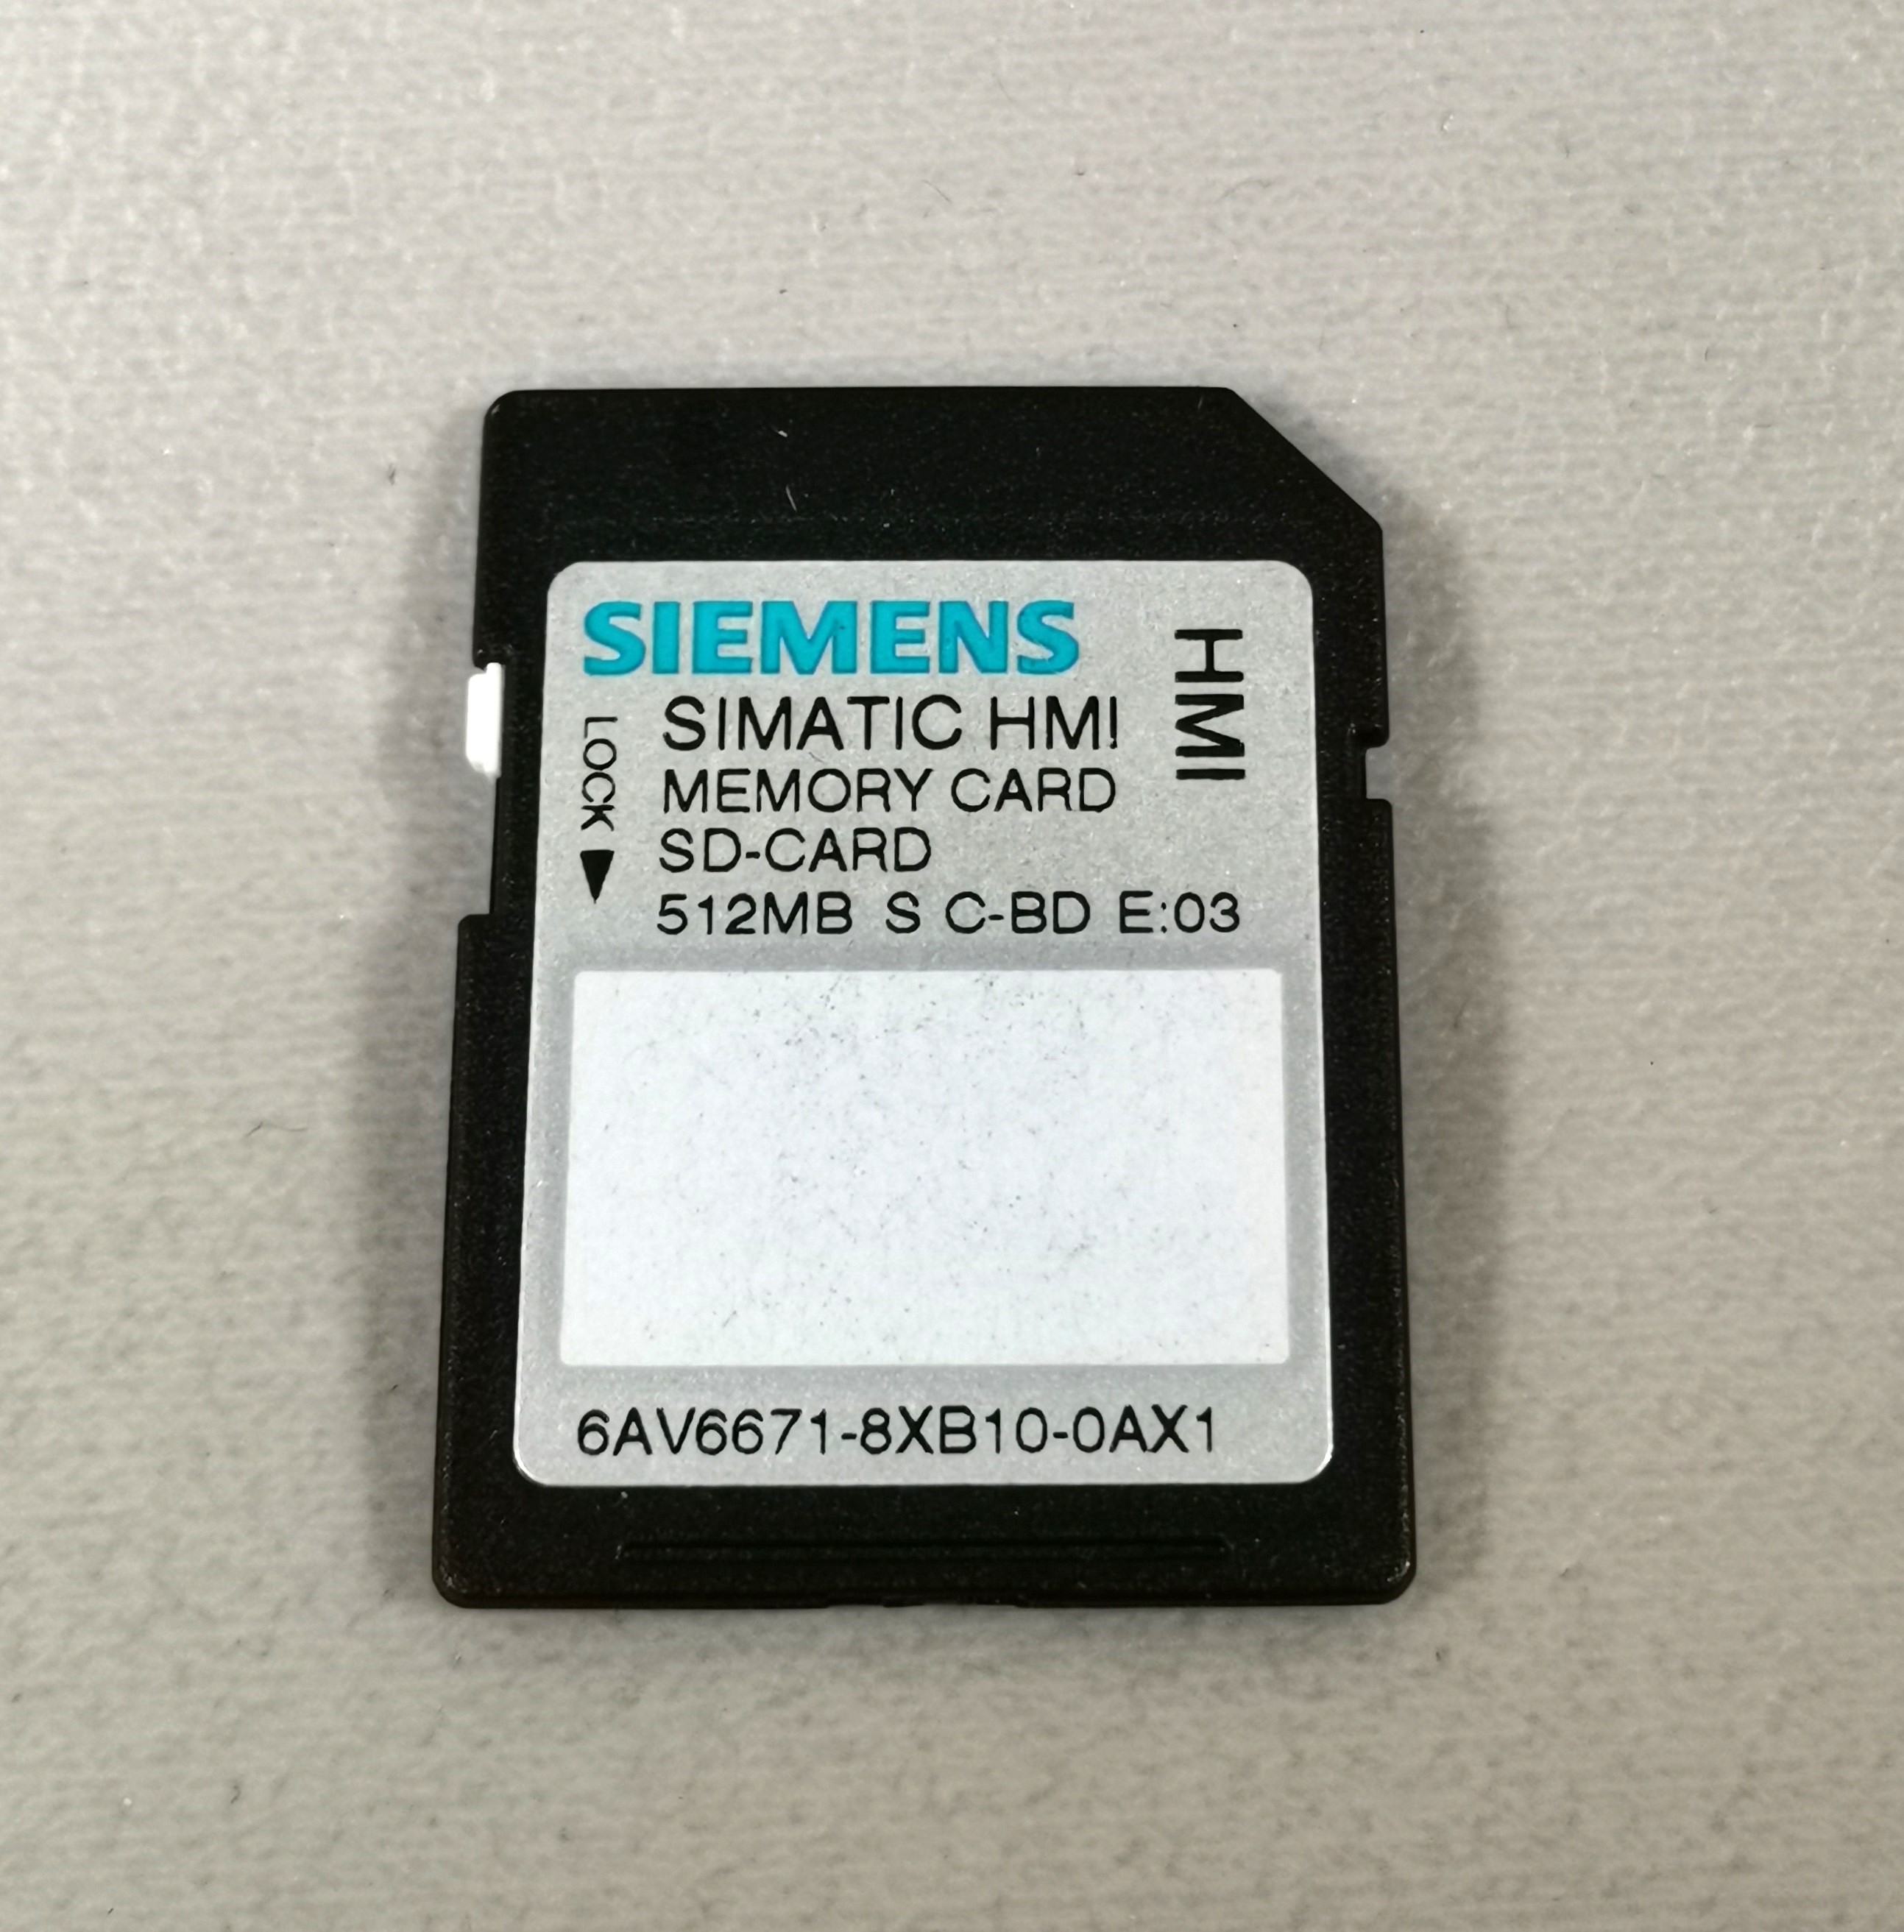 SIEMENS
HMI
SIMATIC HMI
MEMORY CARD
SD-CARD
512MB S C-BD E:03
LOCK
6AV6671-8XB10-0AX1